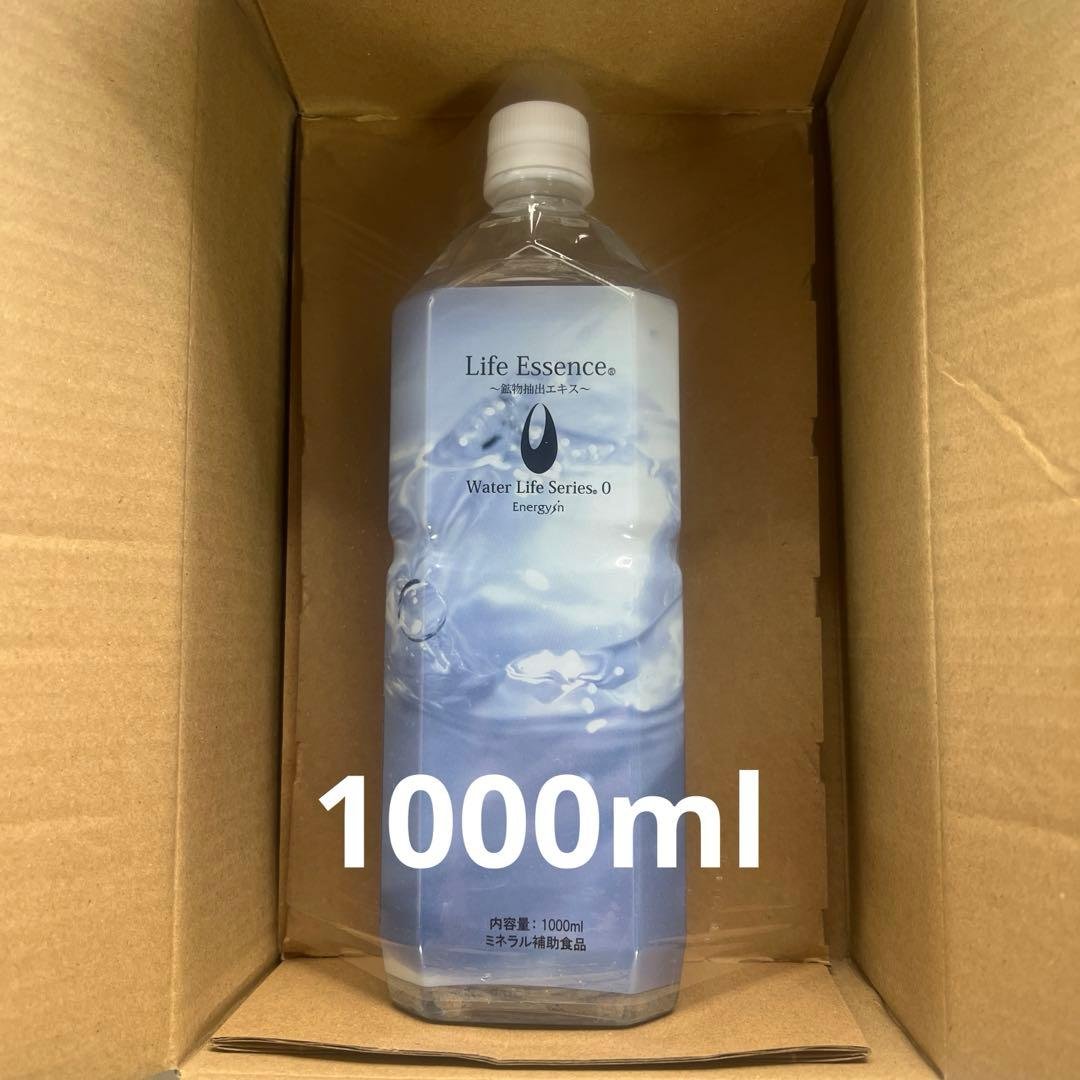 Life Essence®
～鉱物抽出エキス～
Water Life Series® 0
Energysin
1000ml
内容量：1000ml
ミネラル補助食品